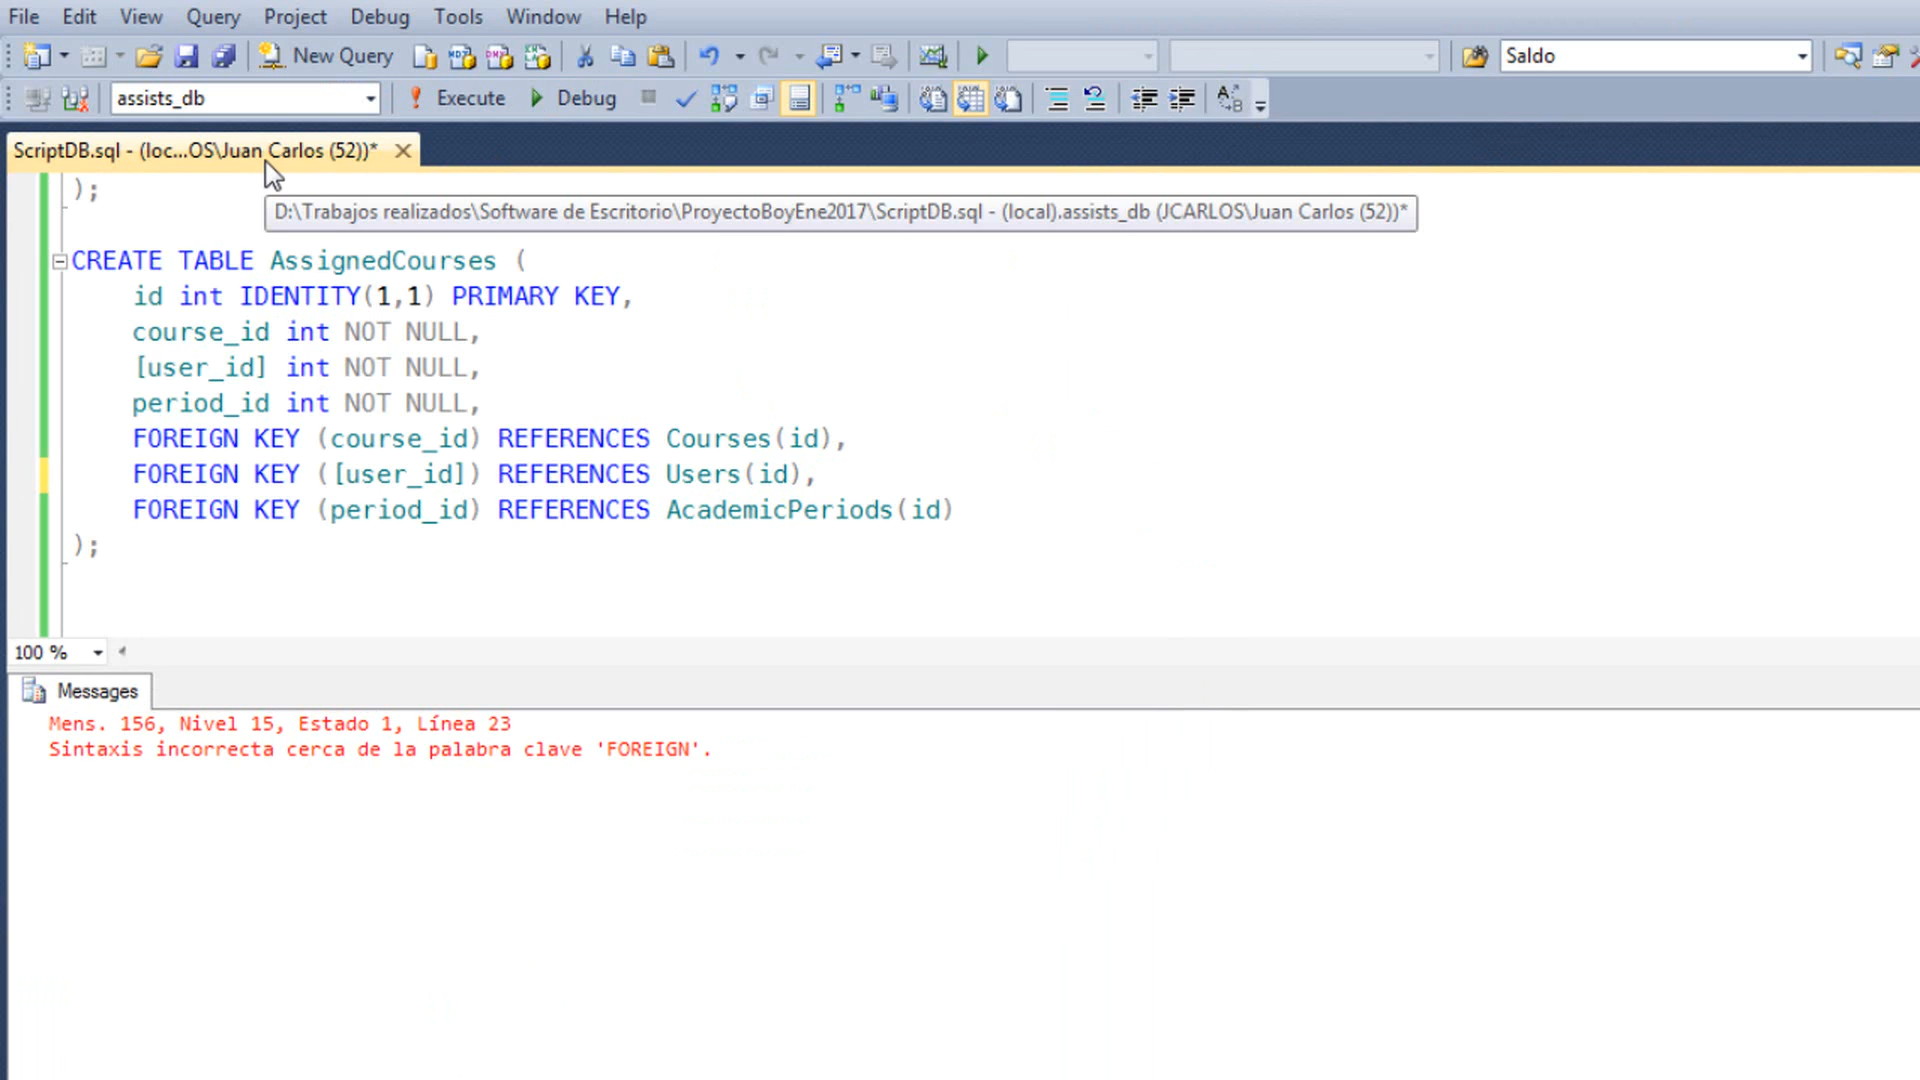 File Edit View Query Project Debug Tools Window Help
New Query Saldo
assists_db Execute Debug
ScriptDB.sql - (loc...OS\Juan Carlos (52))*
);
D:\Trabajos realizados\Software de Escritorio\ProyectoBoyEne2017\ScriptDB.sql - (local).assists_db (JCARLOS\Juan Carlos (52))*
CREATE TABLE AssignedCourses (
id int IDENTITY(1,1) PRIMARY KEY,
course_id int NOT NULL,
[user_id] int NOT NULL,
period_id int NOT NULL,
FOREIGN KEY (course_id) REFERENCES Courses(id),
FOREIGN KEY ([user_id]) REFERENCES Users(id),
FOREIGN KEY (period_id) REFERENCES AcademicPeriods(id)
);
100 %
Messages
Mens. 156, Nivel 15, Estado 1, Línea 23
Sintaxis incorrecta cerca de la palabra clave 'FOREIGN'.